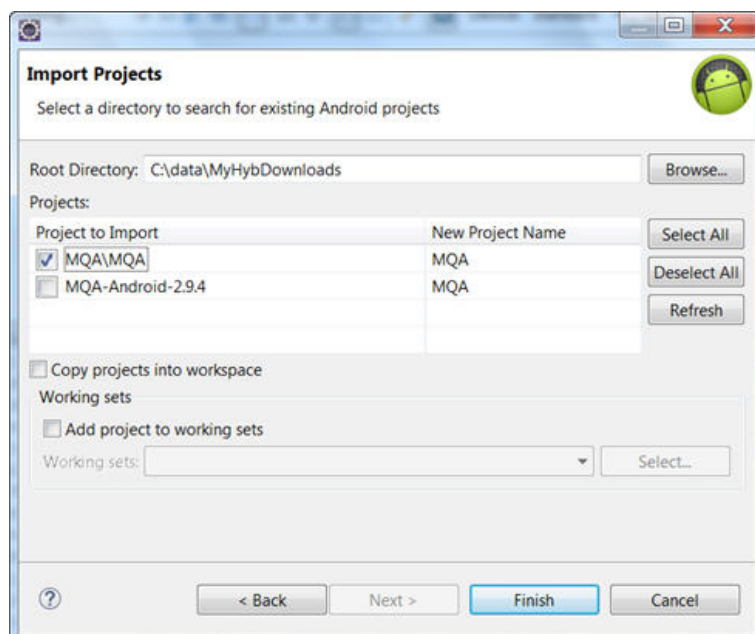 Import Projects
Select a directory to search for existing Android projects
Root Directory: C:\data\MyHybDownloads Browse...
Projects:
Project to Import New Project Name Select All
MQA\MQA MQA
Deselect All
MQA-Android-2.9.4 MQA
Refresh
Copy projects into workspace
Working sets
Add project to working sets
Working sets: Select...
< Back Next > Finish Cancel